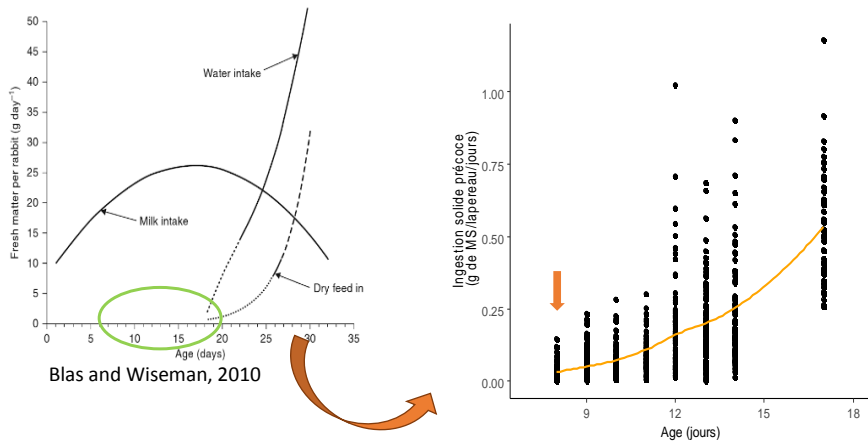 Fresh matter per rabbit (g day⁻¹)
50
45
40
35
30
25
20
15
10
5
0
Water intake
Milk intake
Dry feed in
0 5 10 15 20 25 30 35
Age (days)
Blas and Wiseman, 2010
Ingestion solide précoce
(g de MS/lapereau/jours)
1.00
0.75
0.50
0.25
0.00
9 12 15 18
Age (jours)